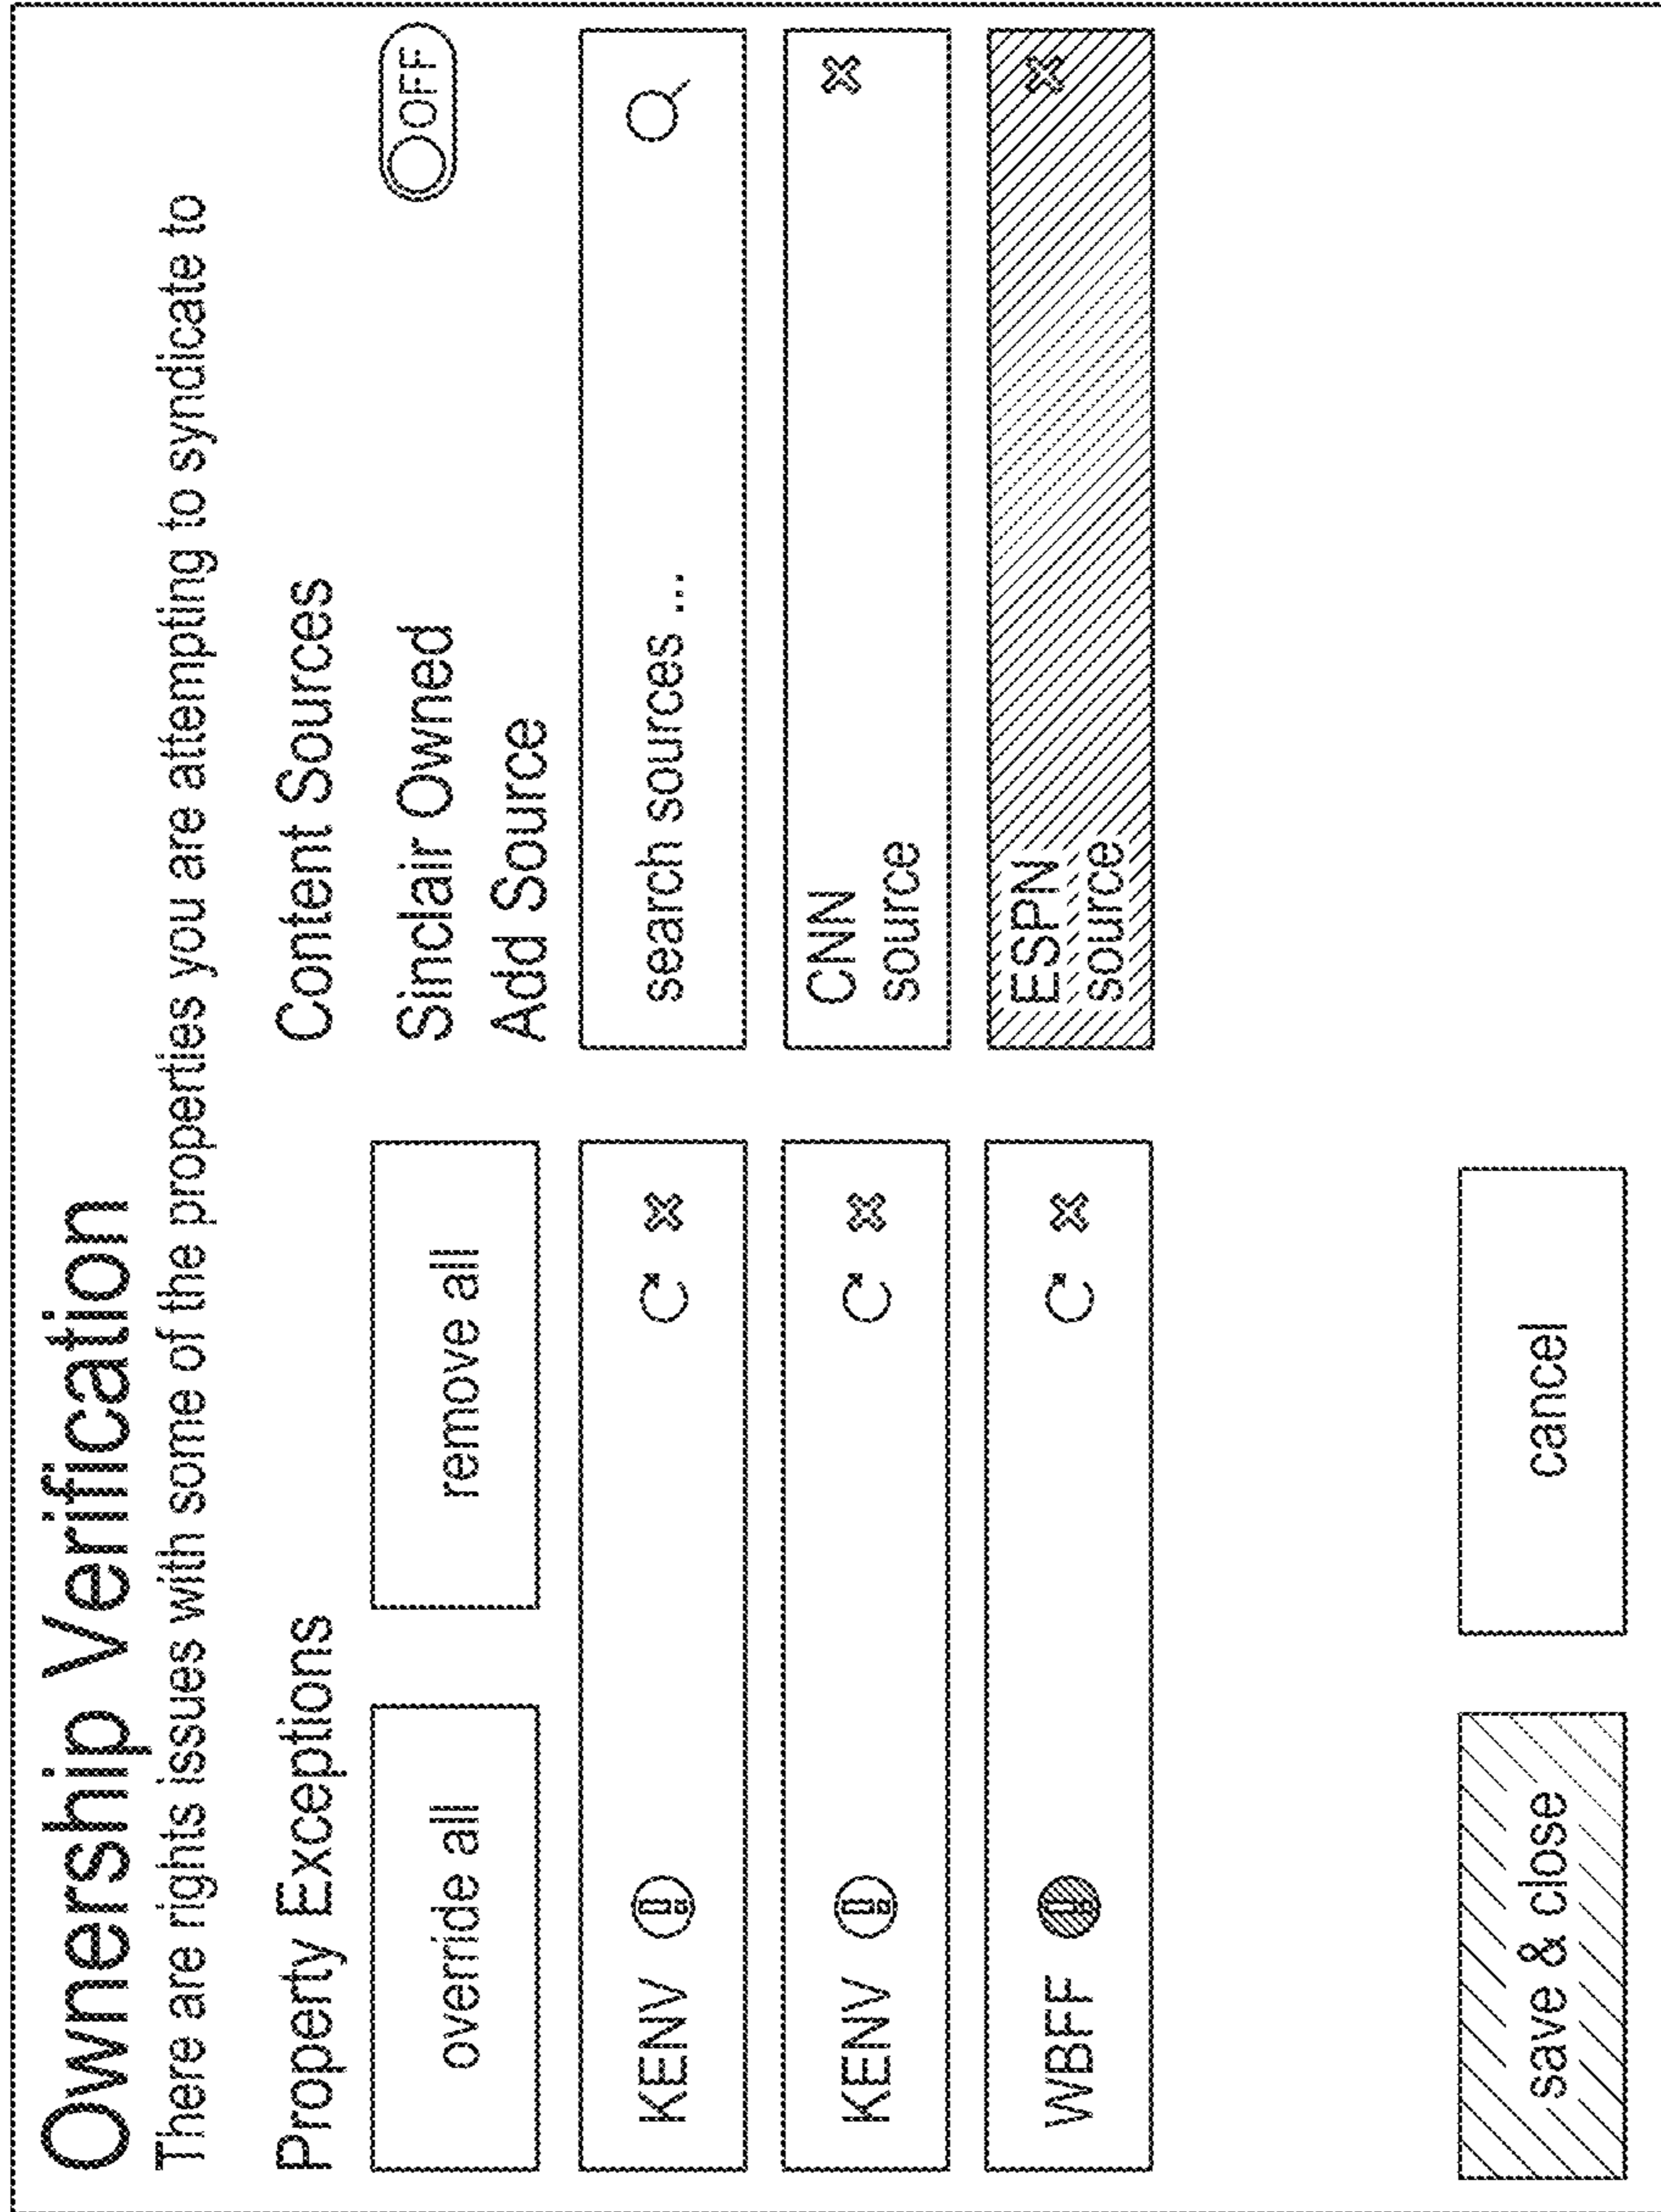 Ownership Verification
There are rights issues with some of the properties you are attempting to syndicate to
Property Exceptions
override all
remove all
KENV
KENV
WBFF
Content Sources
Sinclair Owned
OFF
Add Source
search sources ...
CNN
source
ESPN
source
save & close
cancel